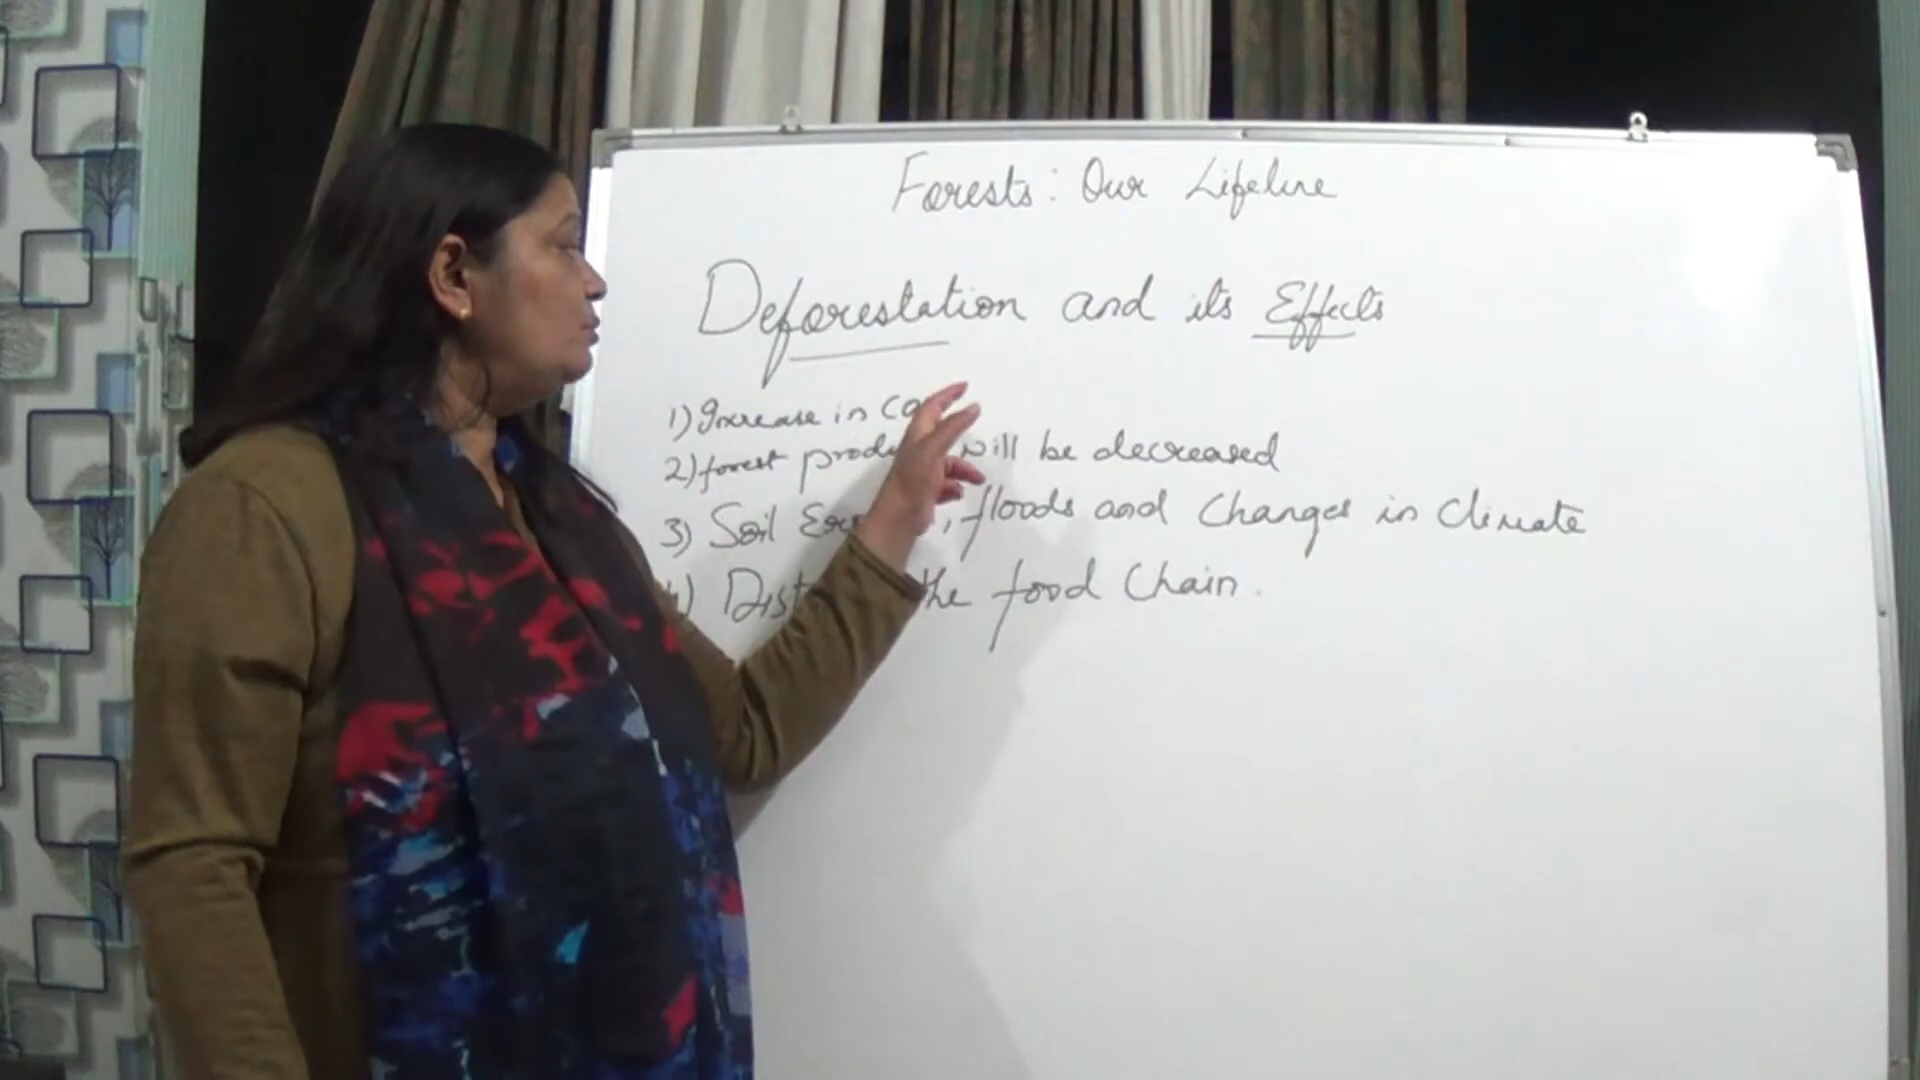 Forests: Our Lifeline
Deforestation and its Effects
1) Increase in
2) forest will be decreased
3) Soil , floods and Changes in Climate
4) the food Chain.